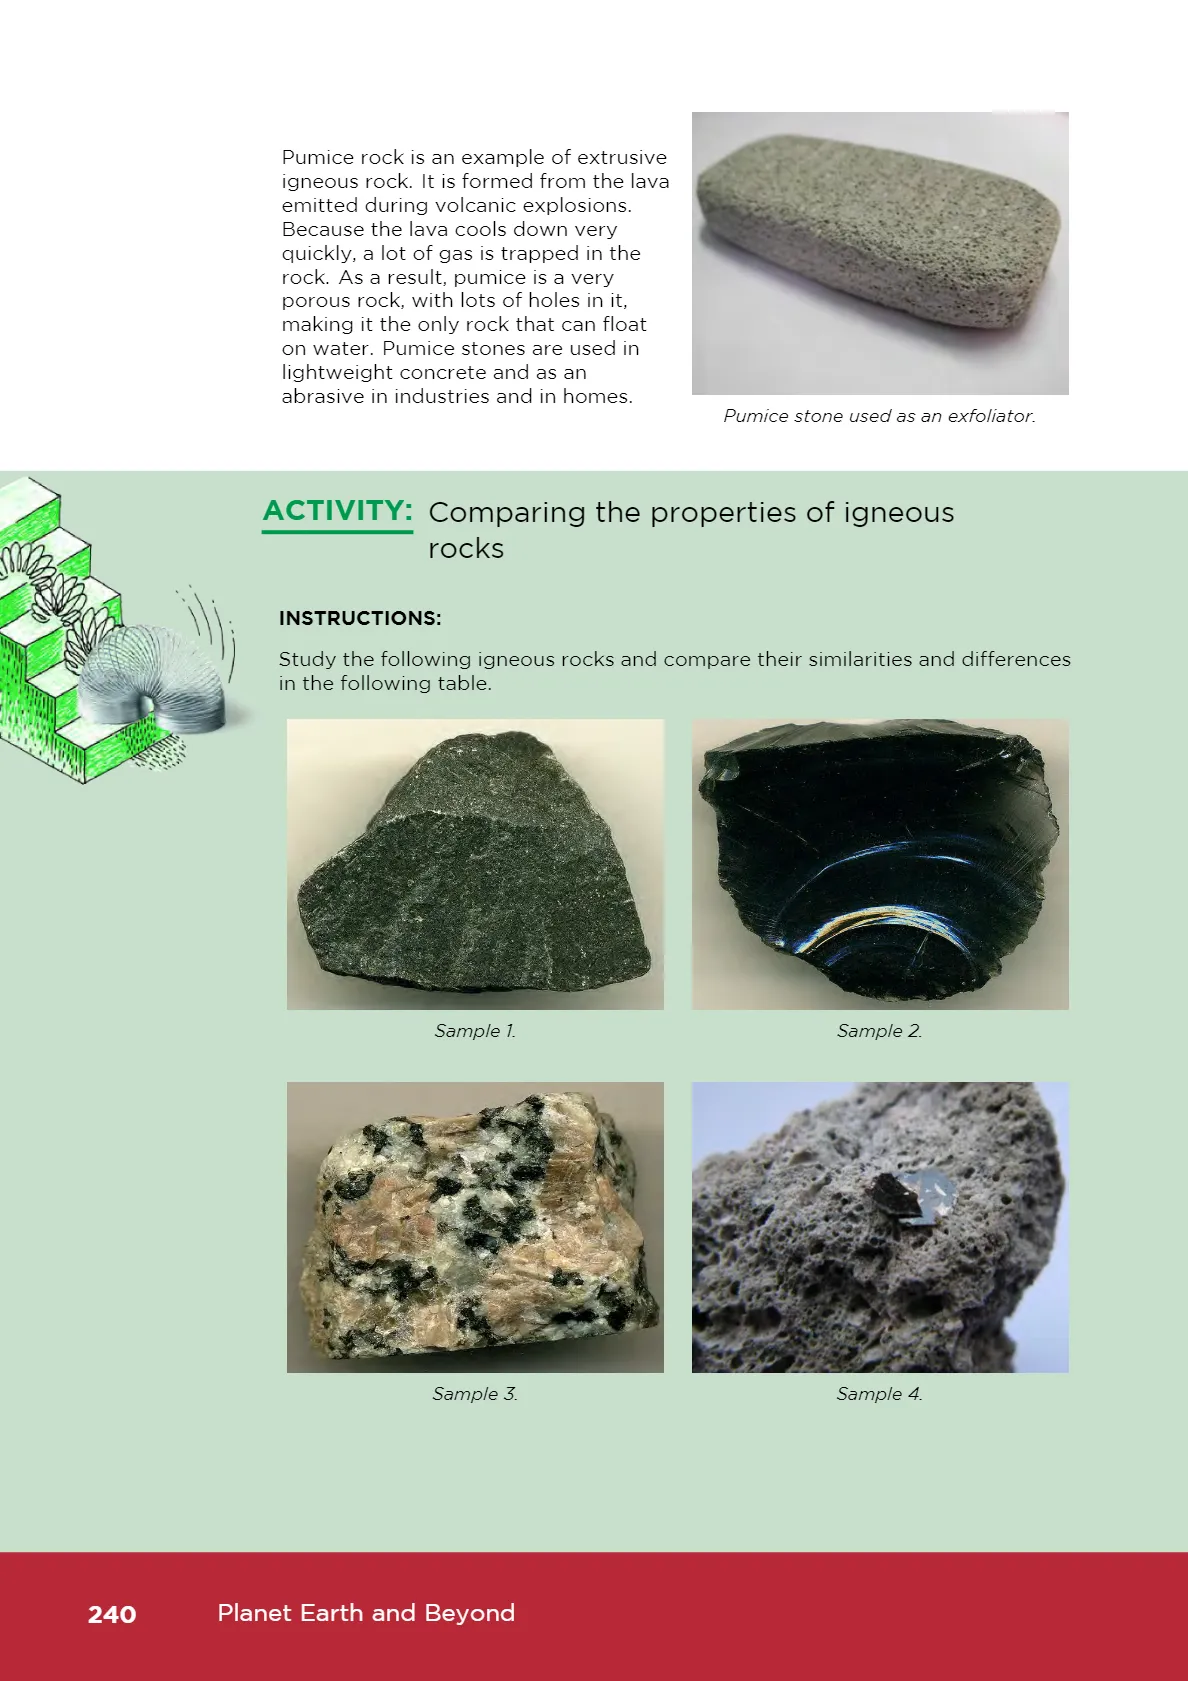 Pumice rock is an example of extrusive
igneous rock. It is formed from the lava
emitted during volcanic explosions.
Because the lava cools down very
quickly, a lot of gas is trapped in the
rock. As a result, pumice is a very
porous rock, with lots of holes in it,
making it the only rock that can float
on water. Pumice stones are used in
lightweight concrete and as an
abrasive in industries and in homes.
Pumice stone used as an exfoliator.
ACTIVITY: Comparing the properties of igneous
rocks
INSTRUCTIONS:
Study the following igneous rocks and compare their similarities and differences
in the following table.
Sample 1.
Sample 2.
Sample 3.
Sample 4.
240 Planet Earth and Beyond